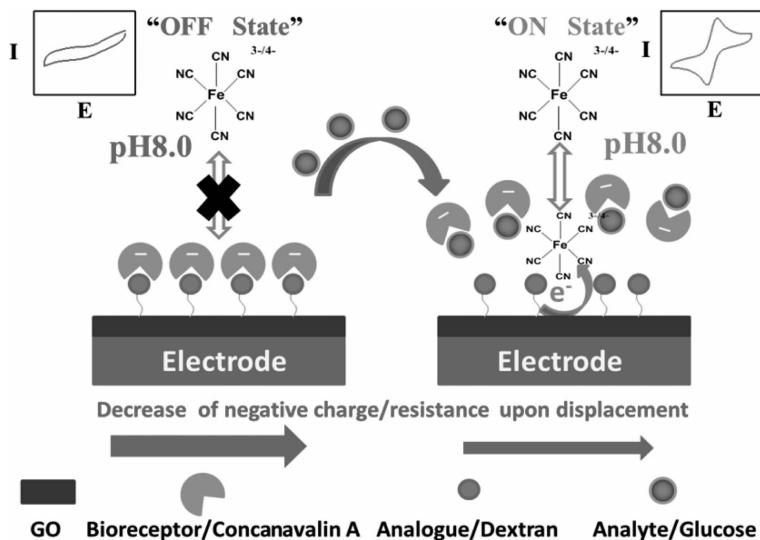 “OFF State”
I
E
3-/4-
CN
NC
CN
Fe
NC
CN
CN
pH8.0
“ON State”
I
E
3-/4-
CN
NC
CN
Fe
NC
CN
CN
pH8.0
3-/4-
CN
NC
CN
Fe
NC
CN
CN
e-
Electrode
Electrode
Decrease of negative charge/resistance upon displacement
GO
Bioreceptor/Concanavalin A
Analogue/Dextran
Analyte/Glucose